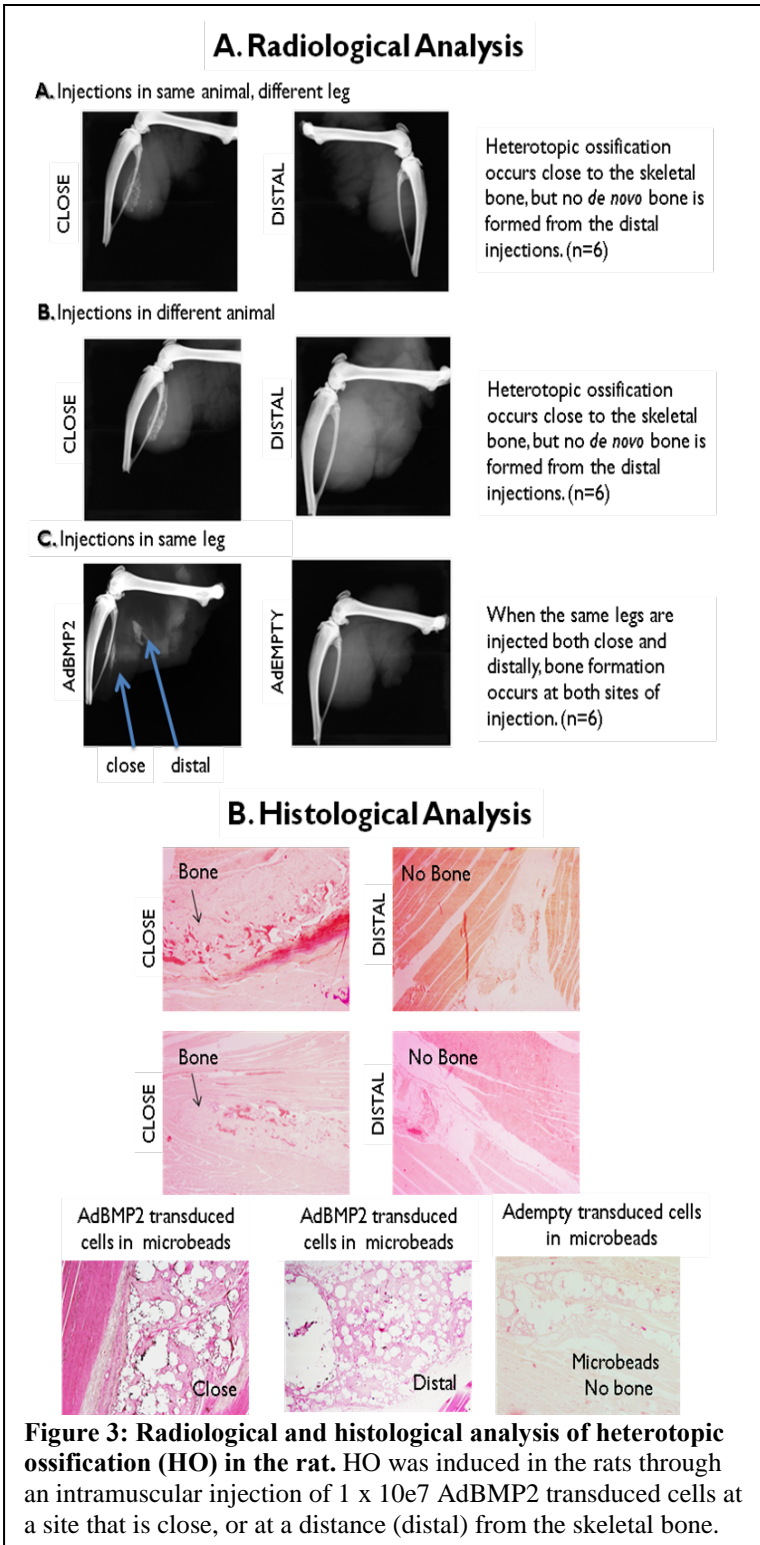 A. Radiological Analysis
A. Injections in same animal, different leg
CLOSE
DISTAL
Heterotopic ossification
occurs close to the skeletal
bone, but no de novo bone is
formed from the distal
injections. (n=6)
B. Injections in different animal
CLOSE
DISTAL
Heterotopic ossification
occurs close to the skeletal
bone, but no de novo bone is
formed from the distal
injections. (n=6)
C. Injections in same leg
AdBMP2
AdEMPTY
When the same legs are
injected both close and
distally, bone formation
occurs at both sites of
injection. (n=6)
close
distal
B. Histological Analysis
CLOSE
Bone
DISTAL
No Bone
CLOSE
Bone
DISTAL
No Bone
AdBMP2 transduced
cells in microbeads
Close
AdBMP2 transduced
cells in microbeads
Distal
Adempty transduced cells
in microbeads
Microbeads
No bone
Figure 3: Radiological and histological analysis of heterotopic
ossification (HO) in the rat. HO was induced in the rats through
an intramuscular injection of 1 x 10e7 AdBMP2 transduced cells at
a site that is close, or at a distance (distal) from the skeletal bone.